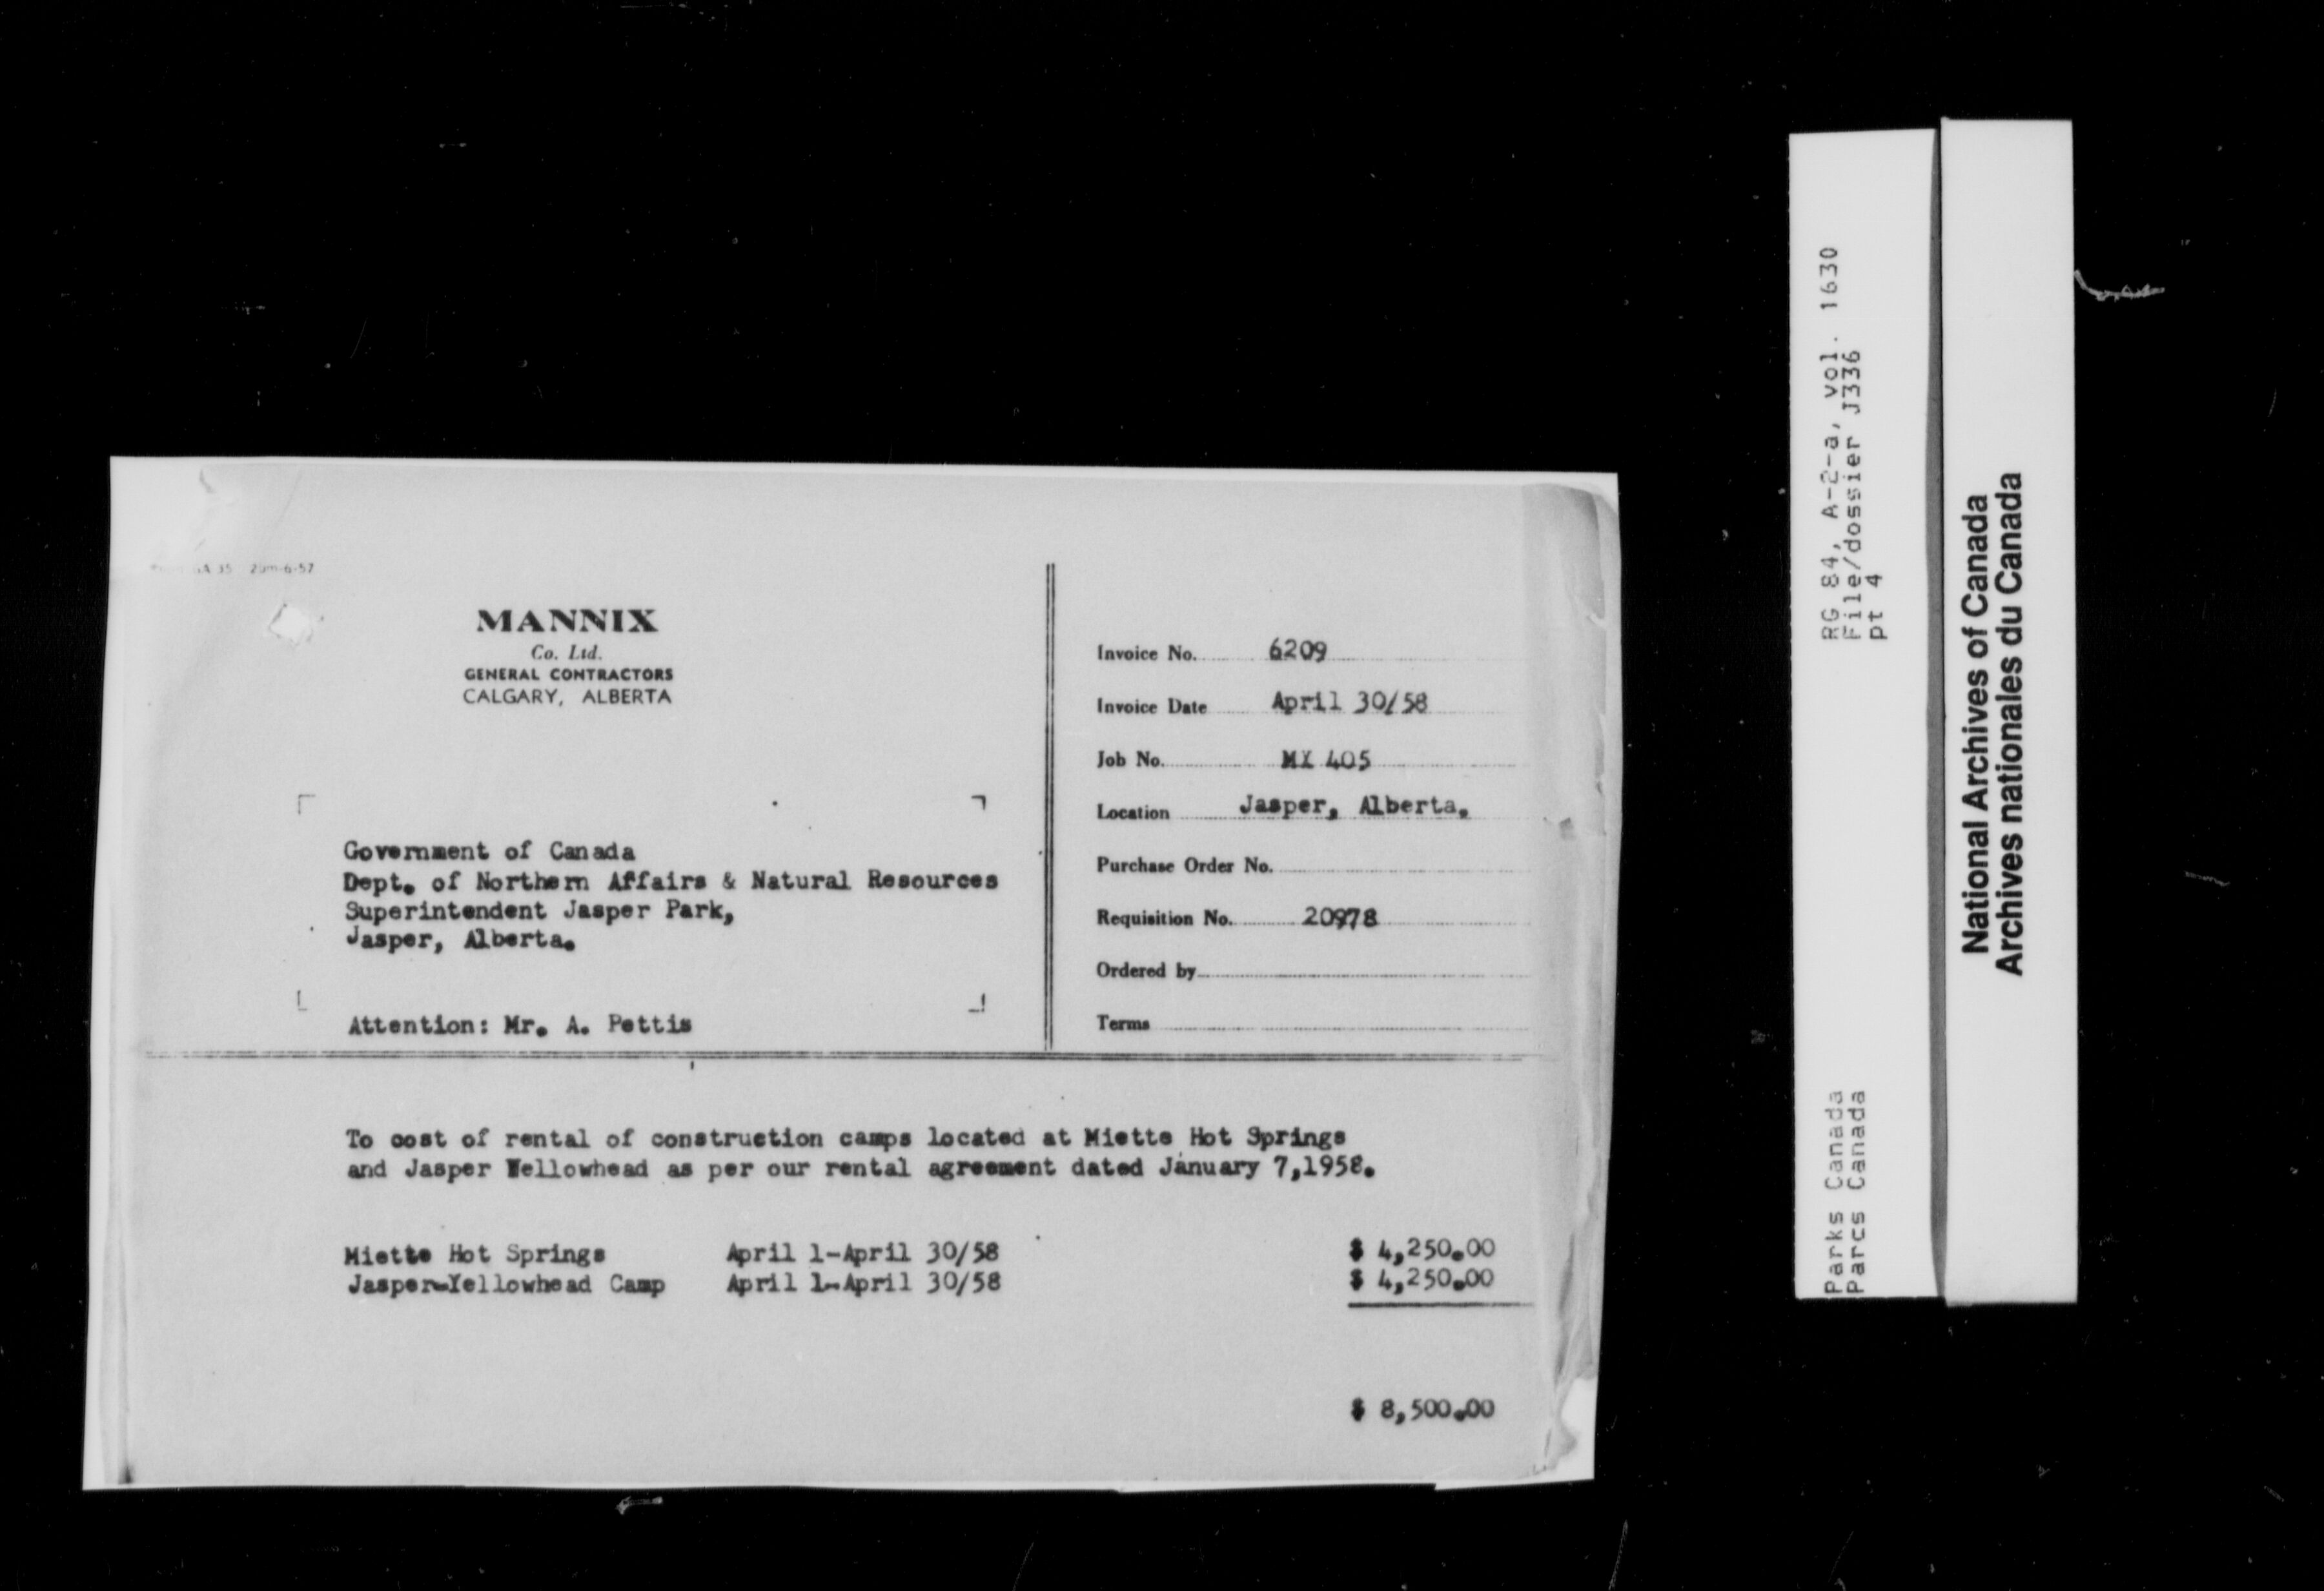 35 20m-6-57
MANNIX
Co. Ltd.
GENERAL CONTRACTORS
CALGARY, ALBERTA
Government of Canada
Dept. of Northern Affairs & Natural Resources
Superintendent Jasper Park,
Jasper, Alberta.
Attention: Mr. A. Pettis
Invoice No. 6209
Invoice Date April 30/58
Job No. MX 405
Location Jasper, Alberta.
Purchase Order No.
Requisition No. 20978
Ordered by
Terms
To cost of rental of construction camps located at Miette Hot Springs
and Jasper Yellowhead as per our rental agreement dated January 7,1958.
Miette Hot Springs April 1-April 30/58 $ 4,250.00
Jasper-Yellowhead Camp April 1-April 30/58 $ 4,250.00
$ 8,500.00
RG 84, A-2-a, vol. 1630
File/dossier J336
pt 4
Parks Canada
Parcs Canada
National Archives of Canada
Archives nationales du Canada